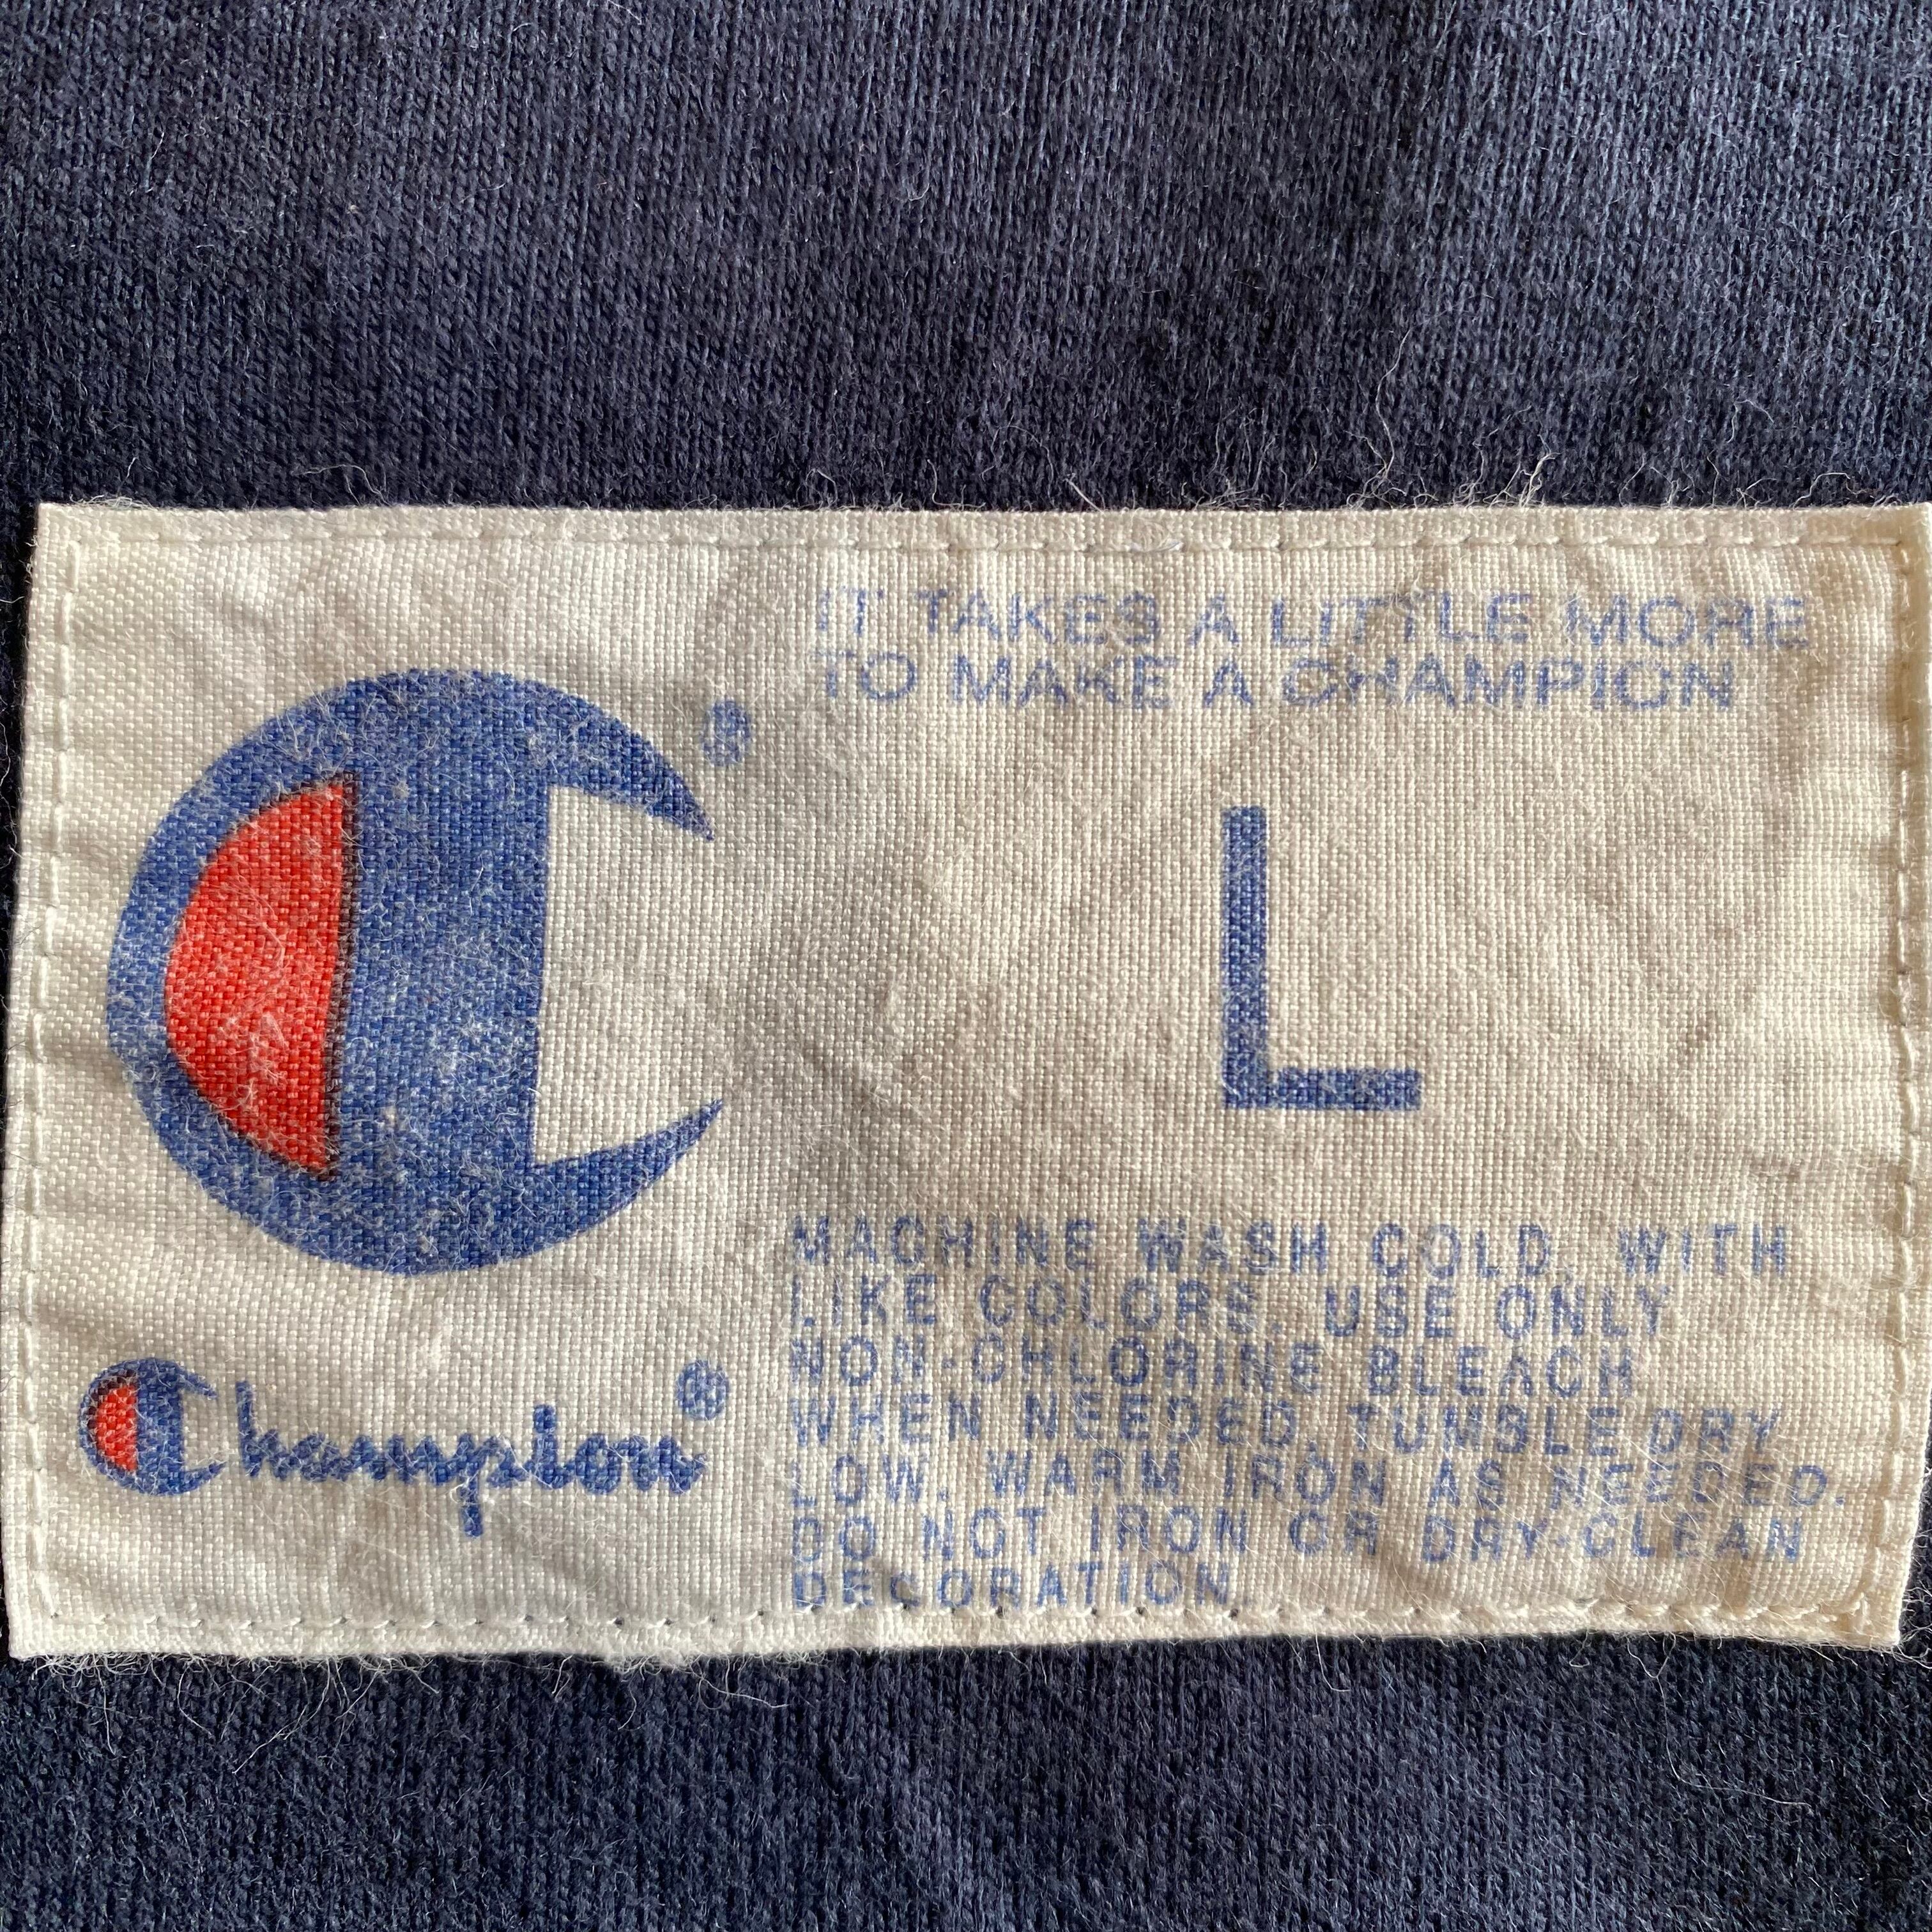 IT TAKES A LITTLE MORE
TO MAKE A CHAMPION
®
L
MACHINE WASH COLD, WITH
LIKE COLORS. USE ONLY
NON-CHLORINE BLEACH
WHEN NEEDED. TUMBLE DRY
LOW. WARM IRON AS NEEDED.
DO NOT IRON OR DRY-CLEAN
DECORATION.
Champion®